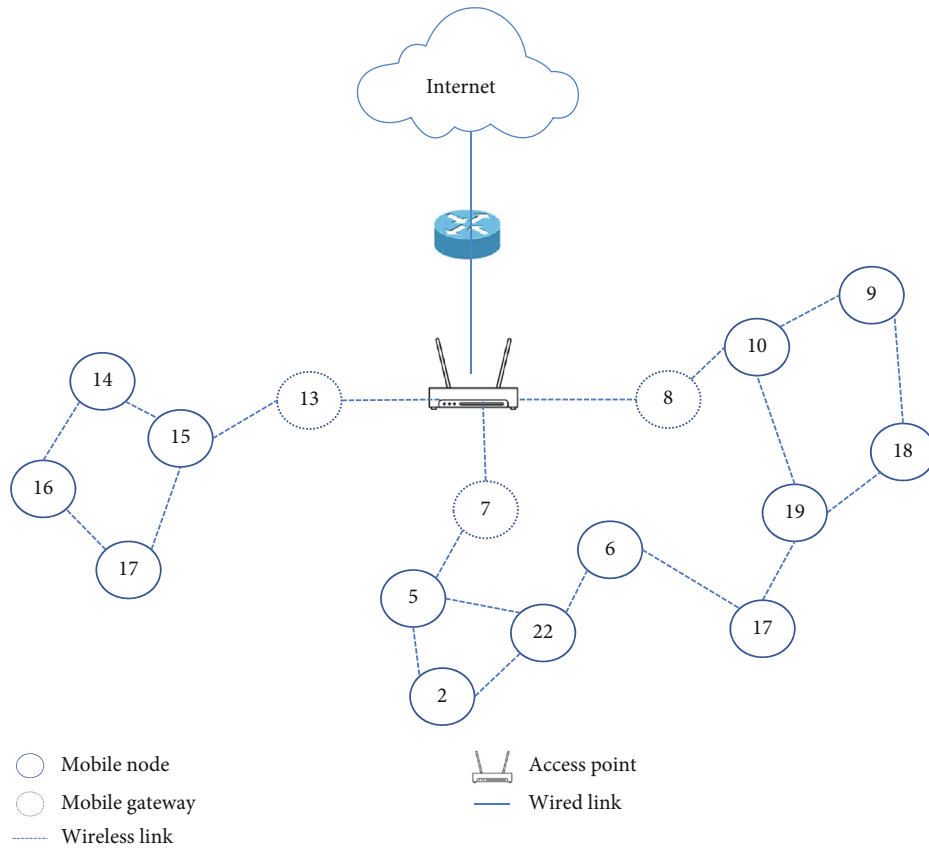 Internet
9
10
14
13
8
15
18
16
7
19
6
17
5
22
17
2
Mobile node
Access point
Mobile gateway
Wired link
Wireless link